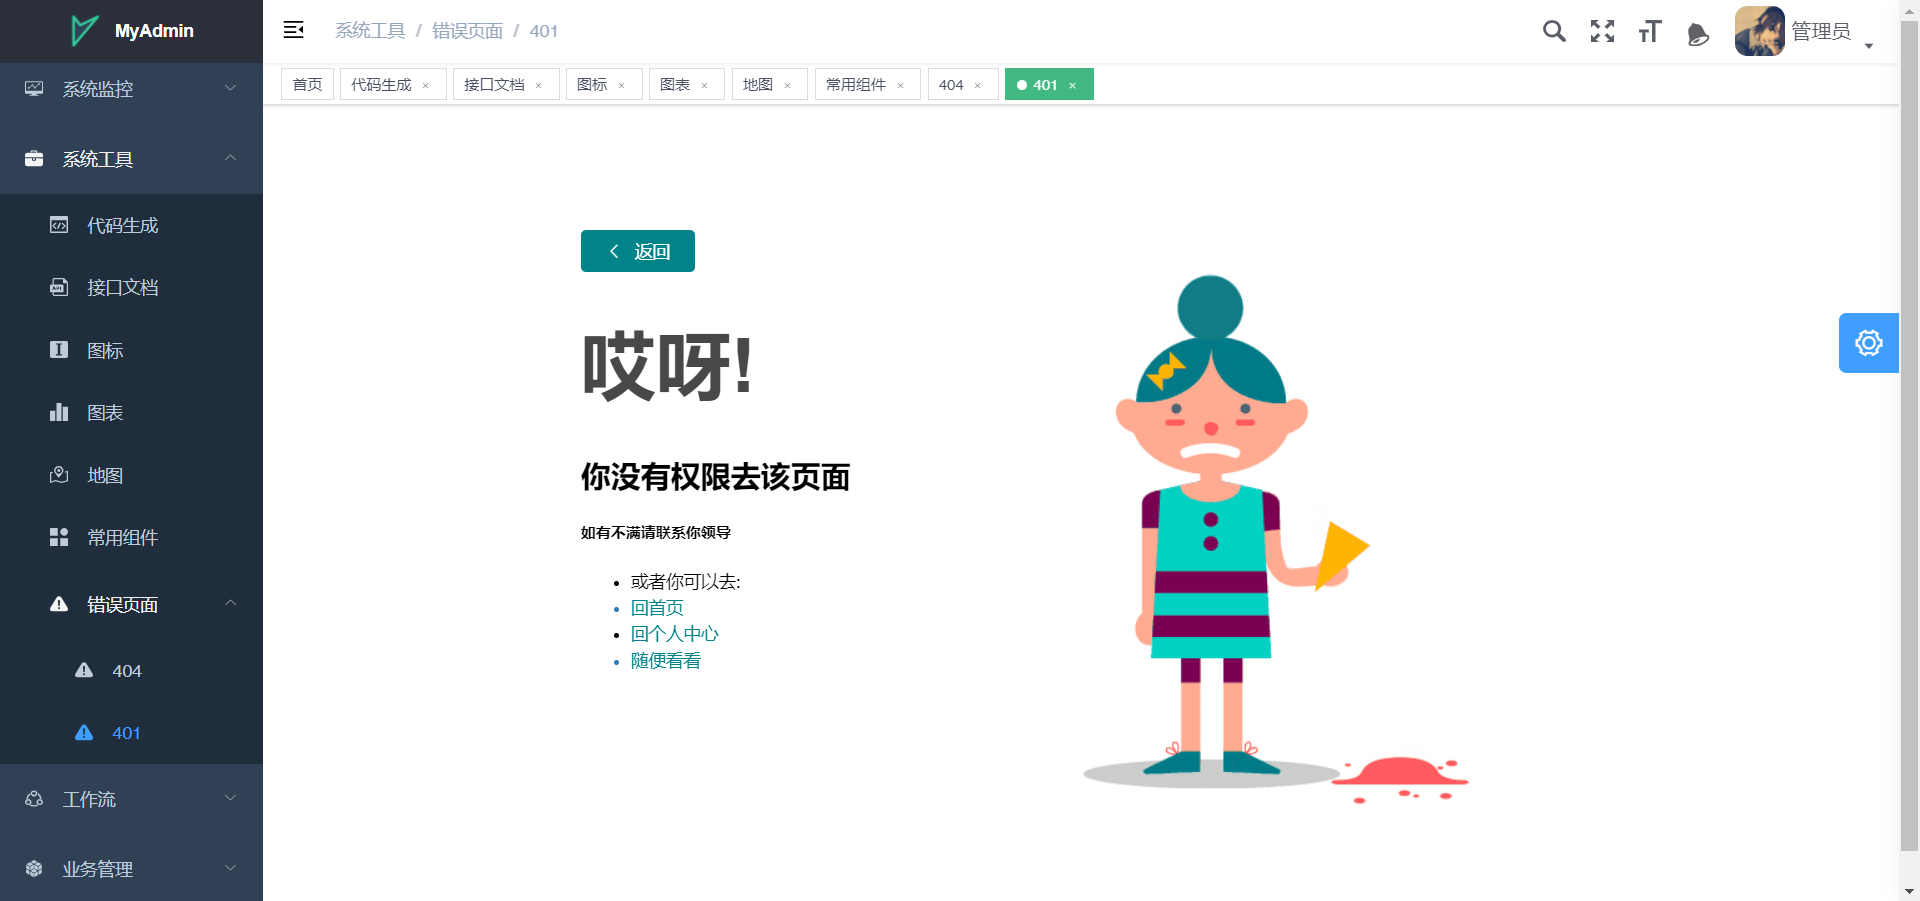 MyAdmin
系统工具 / 错误页面 / 401
管理员
首页 代码生成 × 接口文档 × 图标 × 图表 × 地图 × 常用组件 × 404 × 401 ×
系统监控
系统工具
代码生成
接口文档
图标
图表
地图
常用组件
错误页面
404
401
工作流
业务管理
返回
哎呀!
你没有权限去该页面
如有不满请联系你领导
或者你可以去:
回首页
回个人中心
随便看看